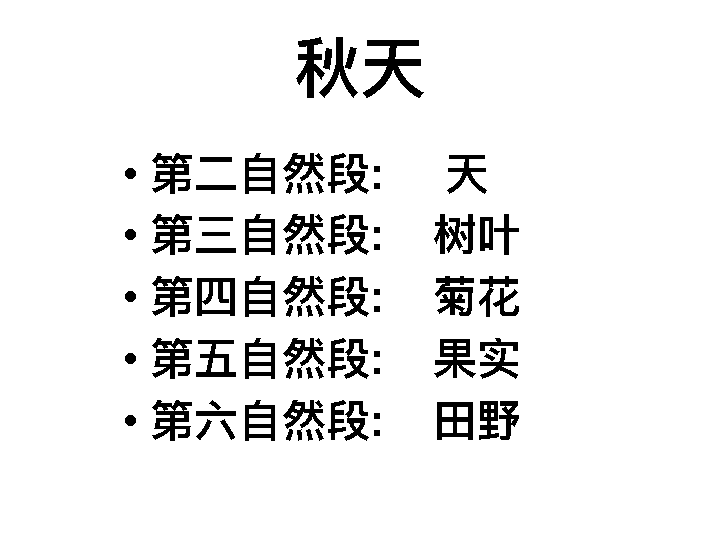 秋天
• 第二自然段: 天
• 第三自然段: 树叶
• 第四自然段: 菊花
• 第五自然段: 果实
• 第六自然段: 田野